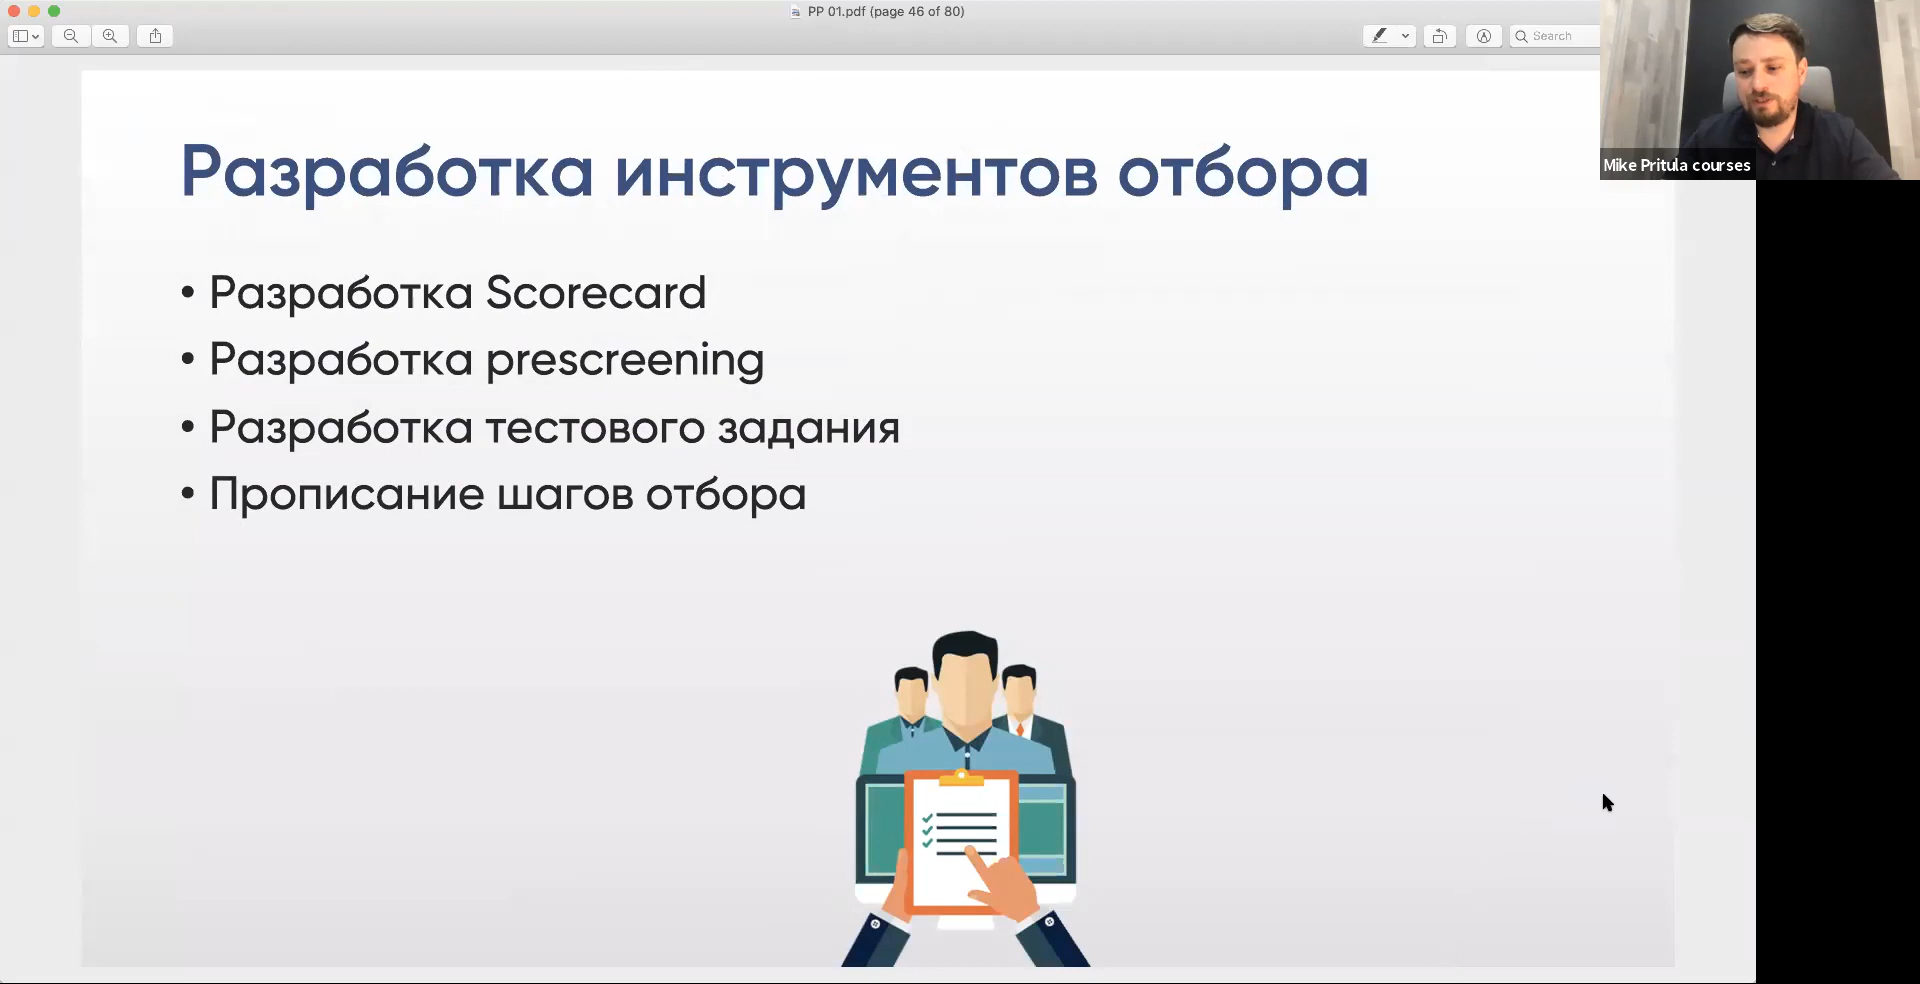 PP 01.pdf (page 46 of 80)
Search
Mike Pritula courses
Разработка инструментов отбора
• Разработка Scorecard
• Разработка prescreening
• Разработка тестового задания
• Прописание шагов отбора